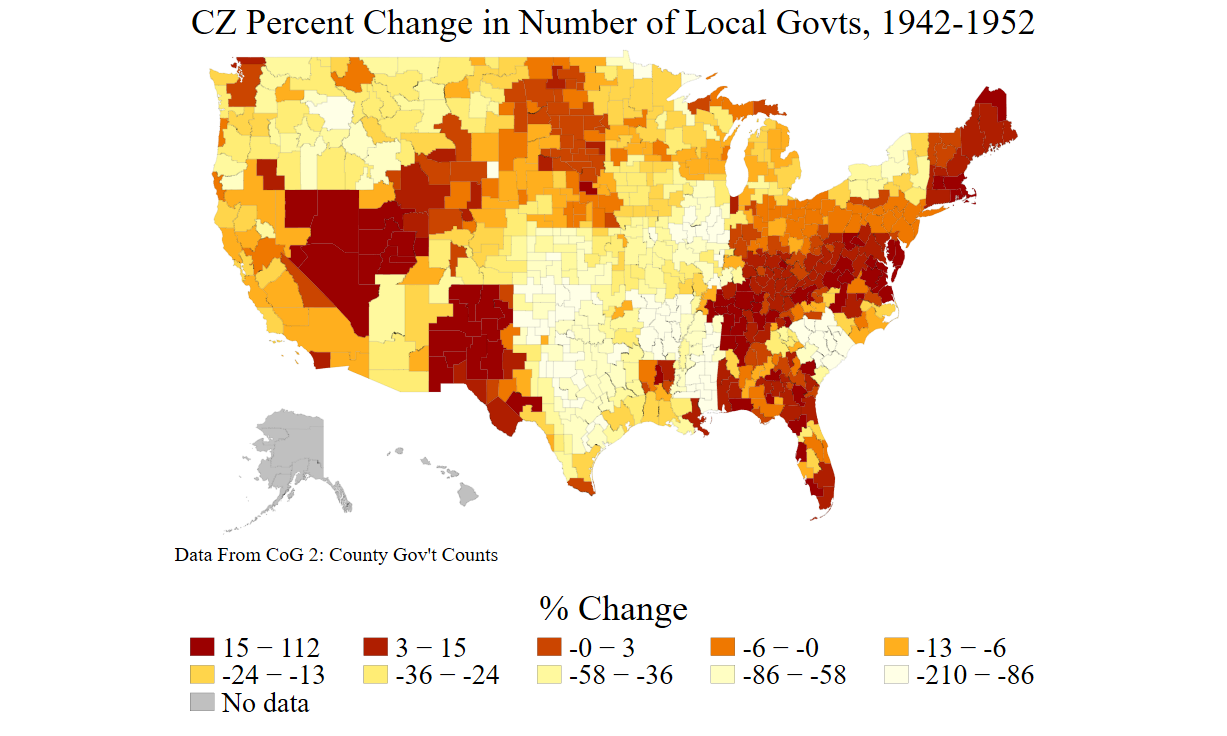 CZ Percent Change in Number of Local Govts, 1942-1952
Data From CoG 2: County Gov't Counts
% Change
15 − 112 3 − 15 -0 − 3 -6 − -0 -13 − -6
-24 − -13 -36 − -24 -58 − -36 -86 − -58 -210 − -86
No data